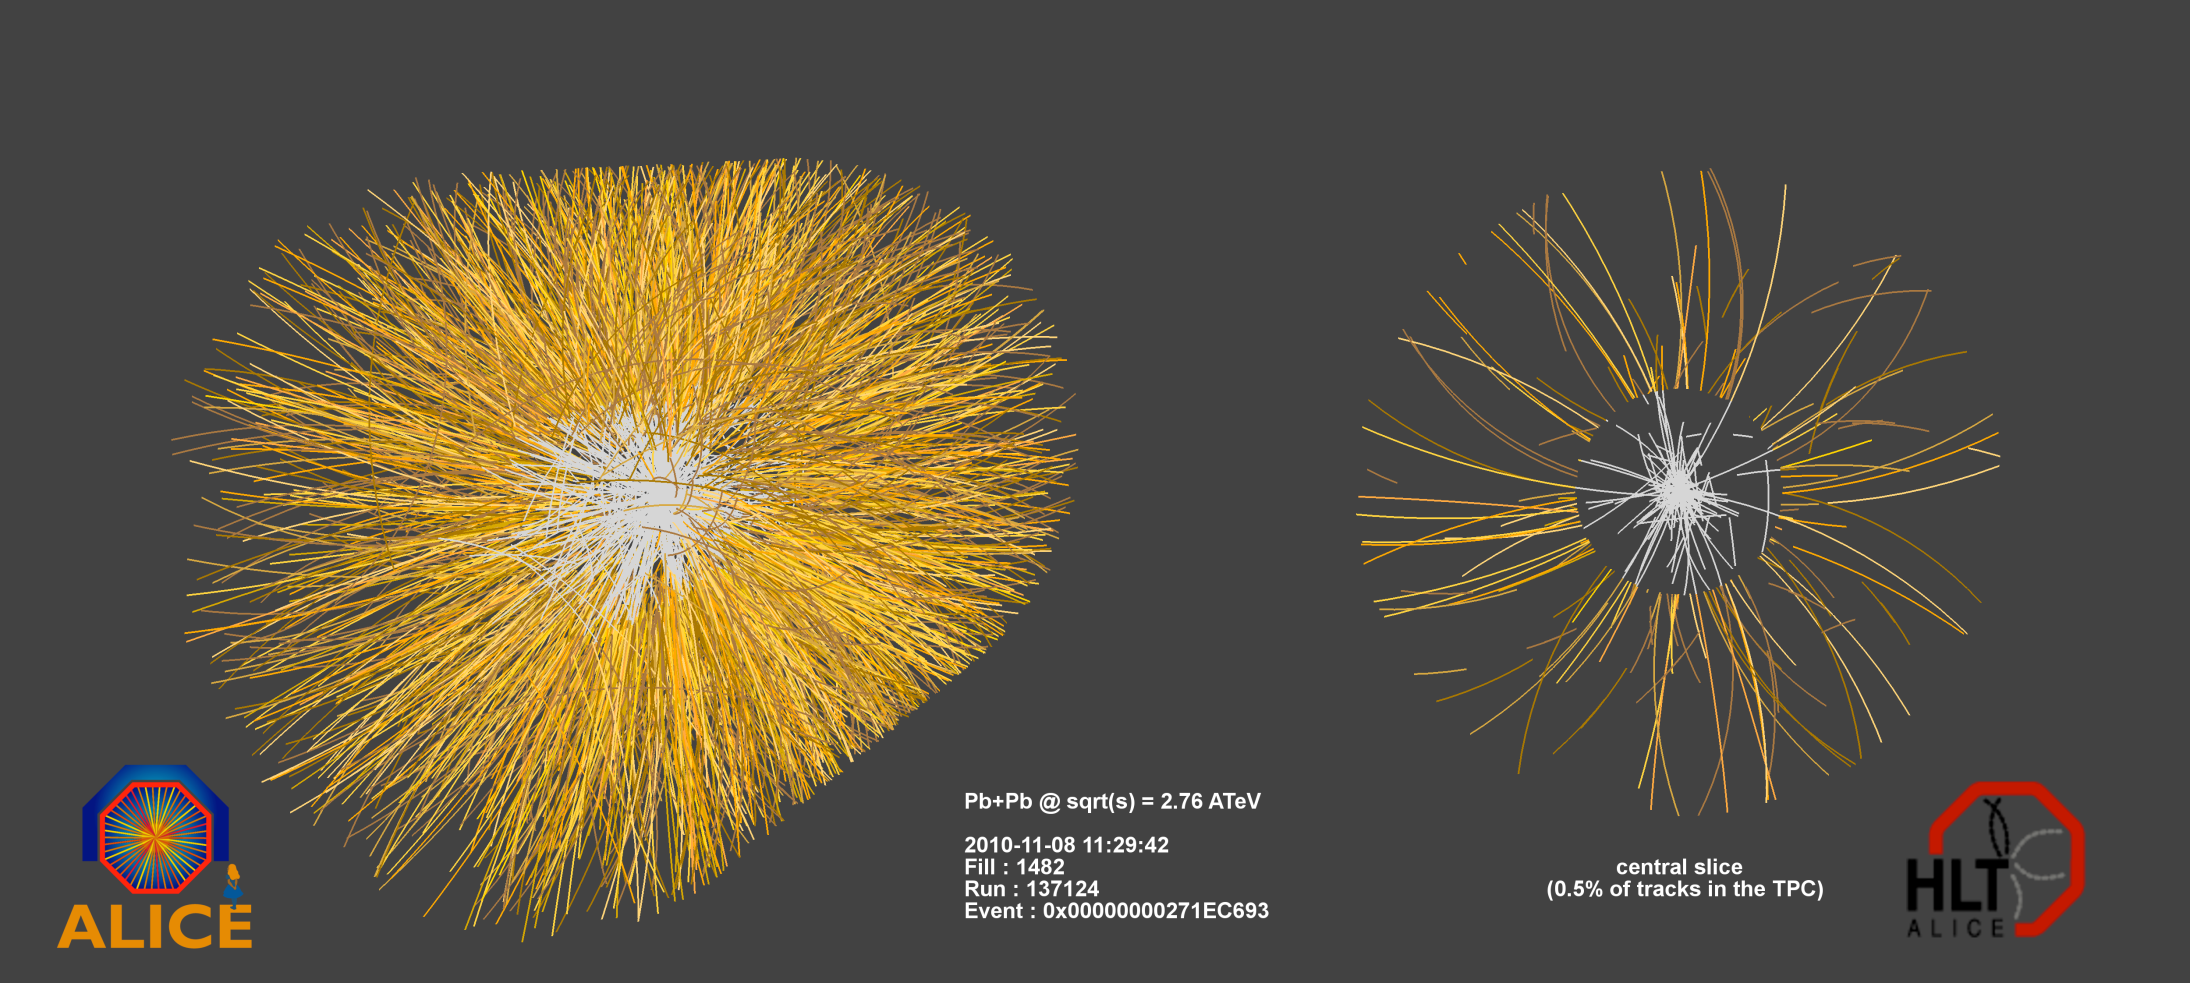 Pb+Pb @ sqrt(s) = 2.76 ATeV
2010-11-08 11:29:42
Fill : 1482
Run : 137124
Event : 0x00000000271EC693
central slice
(0.5% of tracks in the TPC)
ALICE
HLT
ALICE